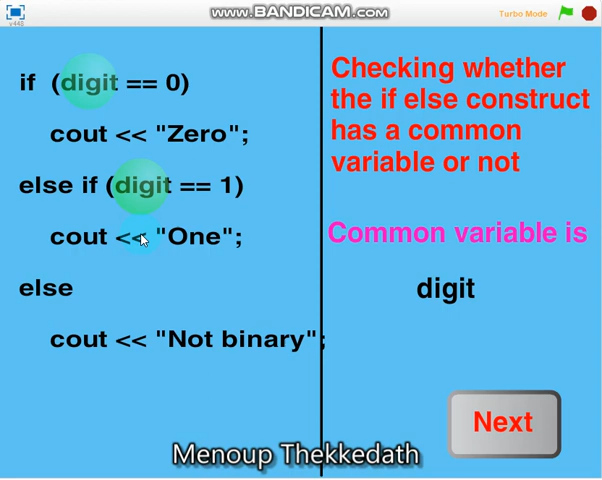 www.BANDICAM.com
v443
Turbo Mode
if (digit == 0)
cout << "Zero";
else if (digit == 1)
cout << "One";
else
cout << "Not binary";
Checking whether
the if else construct
has a common
variable or not
Common variable is
digit
Next
Menoup Thekkedath